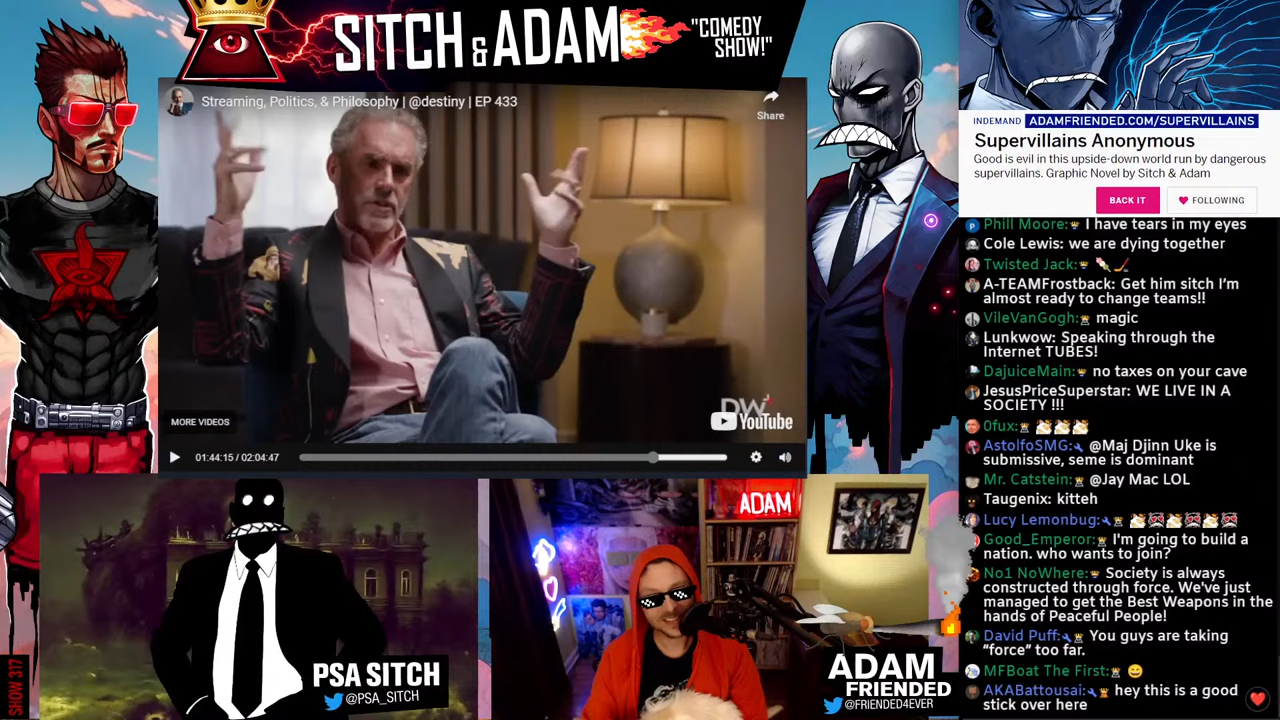 SITCH & ADAM
"COMEDY
SHOW!"
Streaming, Politics, & Philosophy | @destiny | EP 433
Share
MORE VIDEOS
DW
YouTube
01:44:15 / 02:04:47
INDEMAND
ADAMFRIENDED.COM/SUPERVILLAINS
Supervillains Anonymous
Good is evil in this upside-down world run by dangerous
supervillains. Graphic Novel by Sitch & Adam
BACK IT
FOLLOWING
P Phill Moore: I have tears in my eyes
Cole Lewis: we are dying together
Twisted Jack:
A-TEAMFrostback: Get him sitch I'm
almost ready to change teams!!
VileVanGogh: magic
Lunkwow: Speaking through the
Internet TUBES!
DajuiceMain: no taxes on your cave
JesusPriceSuperstar: WE LIVE IN A
SOCIETY !!!
0fux:
AstolfoSMG: @Maj Djinn Uke is
submissive, seme is dominant
Mr. Catstein: @Jay Mac LOL
Taugenix: kitteh
Lucy Lemonbug:
Good_Emperor: I'm going to build a
nation. who wants to join?
No1 NoWhere: Society is always
constructed through force. We've just
managed to get the Best Weapons in the
hands of Peaceful People!
David Puff: You guys are taking
"force" too far.
MFBoat The First: 😄
AKABattousai: hey this is a good
stick over here
SHOW 317
PSA SITCH
@PSA_SITCH
ADAM
ADAM
FRIENDED
@FRIENDED4EVER